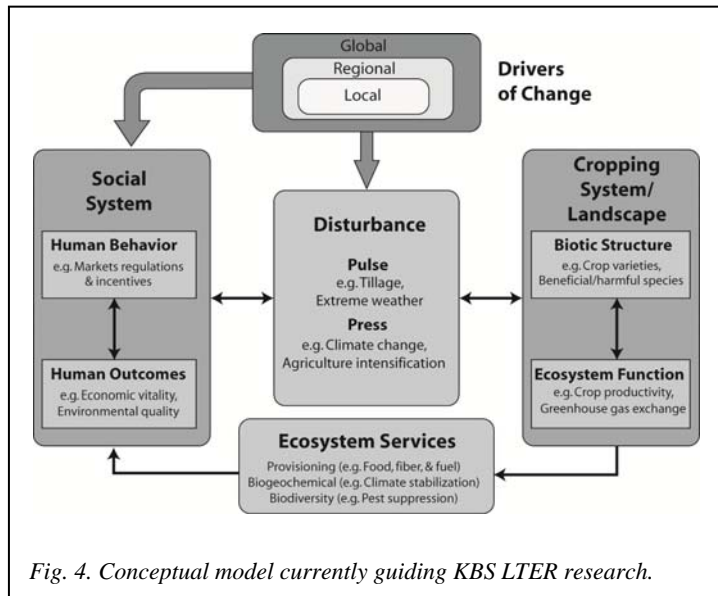 Global
Regional
Local
Drivers
of Change
Social
System
Human Behavior
e.g. Markets regulations
& incentives
Human Outcomes
e.g. Economic vitality,
Environmental quality
Disturbance
Pulse
e.g. Tillage,
Extreme weather
Press
e.g. Climate change,
Agriculture intensification
Cropping
System/
Landscape
Biotic Structure
e.g. Crop varieties,
Beneficial/harmful species
Ecosystem Function
e.g. Crop productivity,
Greenhouse gas exchange
Ecosystem Services
Provisioning (e.g. Food, fiber, & fuel)
Biogeochemical (e.g. Climate stabilization)
Biodiversity (e.g. Pest suppression)
Fig. 4. Conceptual model currently guiding KBS LTER research.